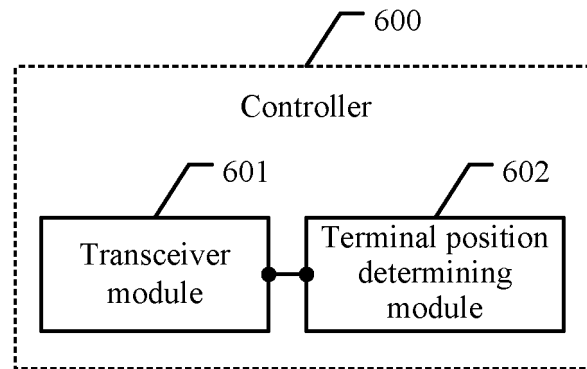 600
Controller
601
602
Transceiver
module
Terminal position
determining
module